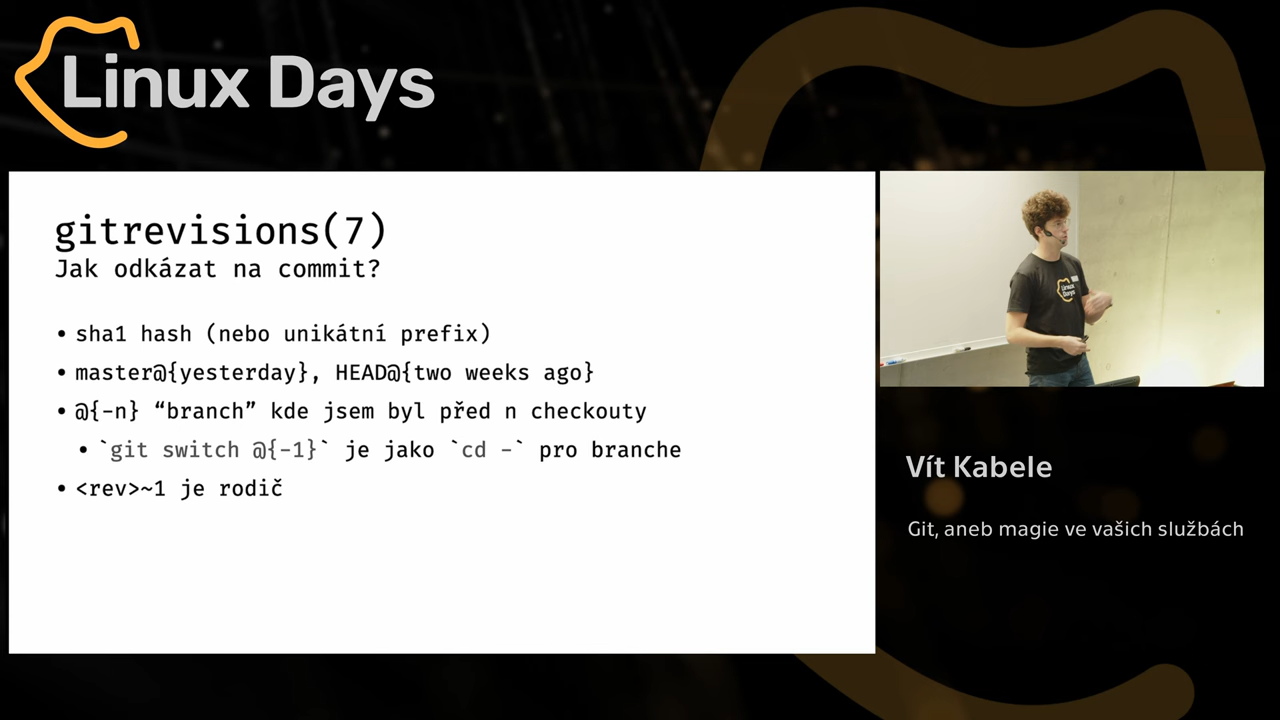 Linux Days
gitrevisions(7)
Jak odkázat na commit?
• sha1 hash (nebo unikátní prefix)
• master@{yesterday}, HEAD@{two weeks ago}
• @{-n} “branch” kde jsem byl před n checkouty
• `git switch @{-1}` je jako `cd -` pro branche
• <rev>~1 je rodič
Linux
Days
Vít Kabele
Git, aneb magie ve vašich službách